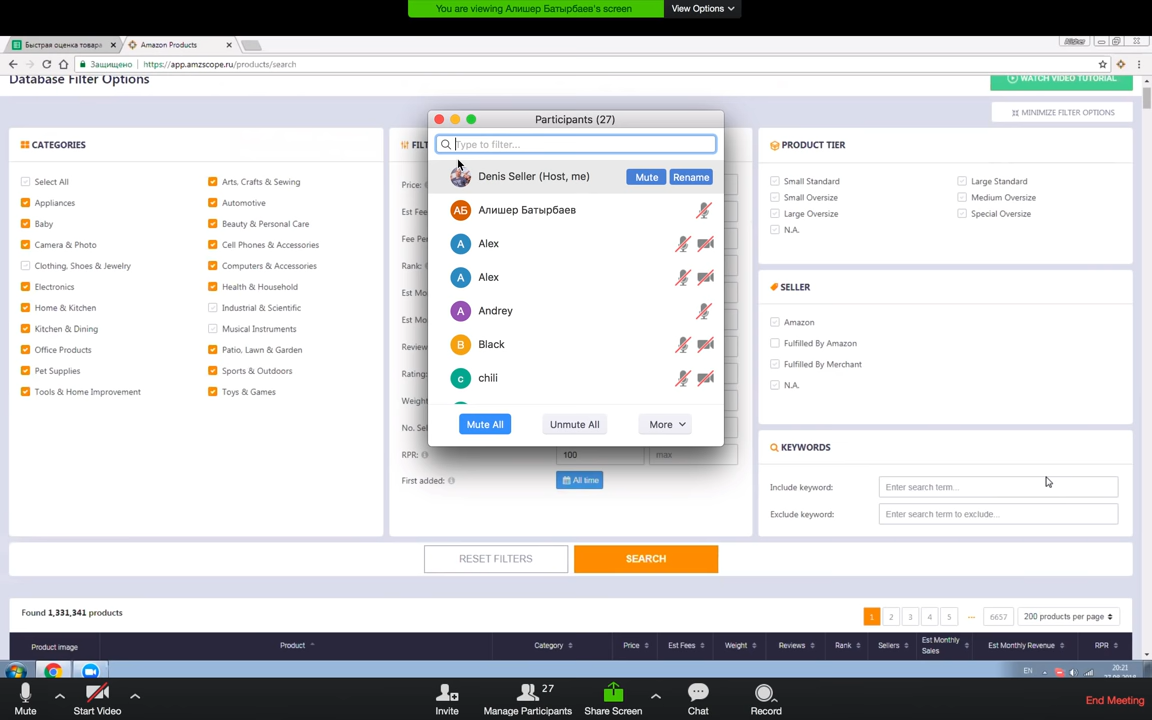 You are viewing Алишер Батырбаев's screen
View Options
Быстрая оценка товара
Amazon Products
Защищено
https://app.amzscope.ru/products/search
Database Filter Options
WATCH VIDEO TUTORIAL
MINIMIZE FILTER OPTIONS
CATEGORIES
Select All
Arts, Crafts & Sewing
Appliances
Automotive
Baby
Beauty & Personal Care
Camera & Photo
Cell Phones & Accessories
Clothing, Shoes & Jewelry
Computers & Accessories
Electronics
Health & Household
Home & Kitchen
Industrial & Scientific
Kitchen & Dining
Musical Instruments
Office Products
Patio, Lawn & Garden
Pet Supplies
Sports & Outdoors
Tools & Home Improvement
Toys & Games
FILT
Price:
Est Fee
Fee Per
Rank:
Est Mo
Est Mo
Review
Rating:
Weight
No. Sel
RPR:
100
max
First added:
All time
Participants (27)
Type to filter...
Denis Seller (Host, me)
Mute
Rename
АБ
Алишер Батырбаев
A
Alex
A
Alex
A
Andrey
B
Black
c
chili
Mute All
Unmute All
More
PRODUCT TIER
Small Standard
Large Standard
Small Oversize
Medium Oversize
Large Oversize
Special Oversize
N.A.
SELLER
Amazon
Fulfilled By Amazon
Fulfilled By Merchant
N.A.
KEYWORDS
Include keyword:
Enter search term...
Exclude keyword:
Enter search term to exclude...
RESET FILTERS
SEARCH
Found 1,331,341 products
1
2
3
4
5
...
6657
200 products per page
Product image
Product
Category
Price
Est Fees
Weight
Reviews
Rank
Sellers
Est Monthly
Sales
Est Monthly Revenue
RPR
EN
20:21
Mute
Start Video
Invite
27
Manage Participants
Share Screen
Chat
Record
End Meeting